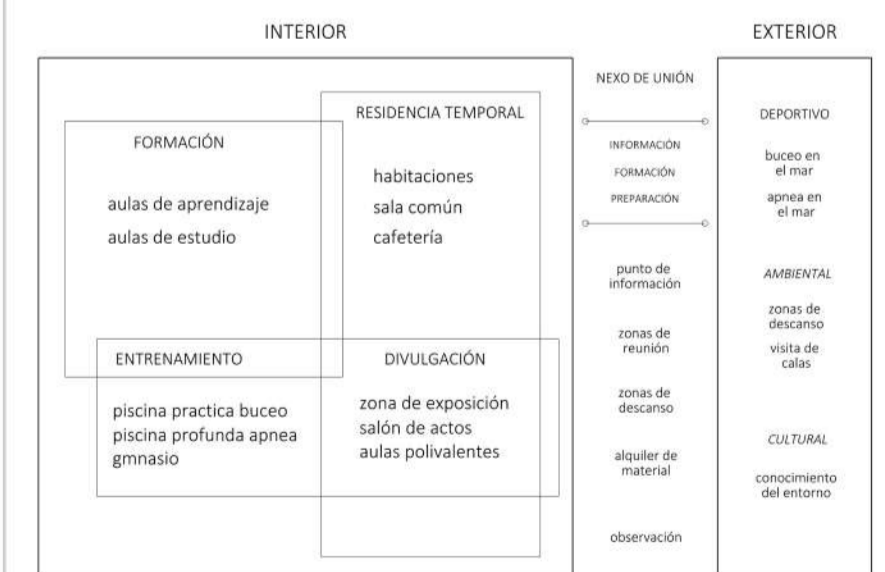 INTERIOR
FORMACIÓN
aulas de aprendizaje
aulas de estudio
RESIDENCIA TEMPORAL
habitaciones
sala común
cafetería
ENTRENAMIENTO
piscina practica buceo
piscina profunda apnea
gmnasio
DIVULGACIÓN
zona de exposición
salón de actos
aulas polivalentes
NEXO DE UNIÓN
INFORMACIÓN
FORMACIÓN
PREPARACIÓN
punto de
información
zonas de
reunión
zonas de
descanso
alquiler de
material
observación
EXTERIOR
DEPORTIVO
buceo en
el mar
apnea en
el mar
AMBIENTAL
zonas de
descanso
visita de
calas
CULTURAL
conocimiento
del entorno